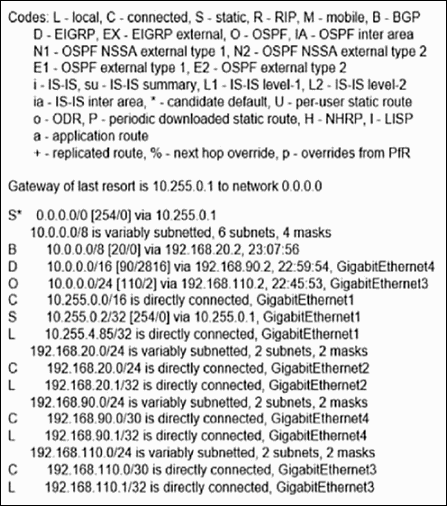 Codes: L - local, C - connected, S - static, R - RIP, M - mobile, B - BGP
D - EIGRP, EX - EIGRP external, O - OSPF, IA - OSPF inter area
N1 - OSPF NSSA external type 1, N2 - OSPF NSSA external type 2
E1 - OSPF external type 1, E2 - OSPF external type 2
i - IS-IS, su - IS-IS summary, L1 - IS-IS level-1, L2 - IS-IS level-2
ia - IS-IS inter area, * - candidate default, U - per-user static route
o - ODR, P - periodic downloaded static route, H - NHRP, l - LISP
a - application route
+ - replicated route, % - next hop override, p - overrides from PfR
Gateway of last resort is 10.255.0.1 to network 0.0.0.0
S* 0.0.0.0/0 [254/0] via 10.255.0.1
10.0.0.0/8 is variably subnetted, 6 subnets, 4 masks
B 10.0.0.0/8 [20/0] via 192.168.20.2, 23:07:56
D 10.0.0.0/16 [90/2816] via 192.168.90.2, 22:59:54, GigabitEthernet4
O 10.0.0.0/24 [110/2] via 192.168.110.2, 22:45:53, GigabitEthernet3
C 10.255.0.0/16 is directly connected, GigabitEthernet1
S 10.255.0.2/32 [254/0] via 10.255.0.1, GigabitEthernet1
L 10.255.4.85/32 is directly connected, GigabitEthernet1
192.168.20.0/24 is variably subnetted, 2 subnets, 2 masks
C 192.168.20.0/24 is directly connected, GigabitEthernet2
L 192.168.20.1/32 is directly connected, GigabitEthernet2
192.168.90.0/24 is variably subnetted, 2 subnets, 2 masks
C 192.168.90.0/30 is directly connected, GigabitEthernet4
L 192.168.90.1/32 is directly connected, GigabitEthernet4
192.168.110.0/24 is variably subnetted, 2 subnets, 2 masks
C 192.168.110.0/30 is directly connected, GigabitEthernet3
L 192.168.110.1/32 is directly connected, GigabitEthernet3